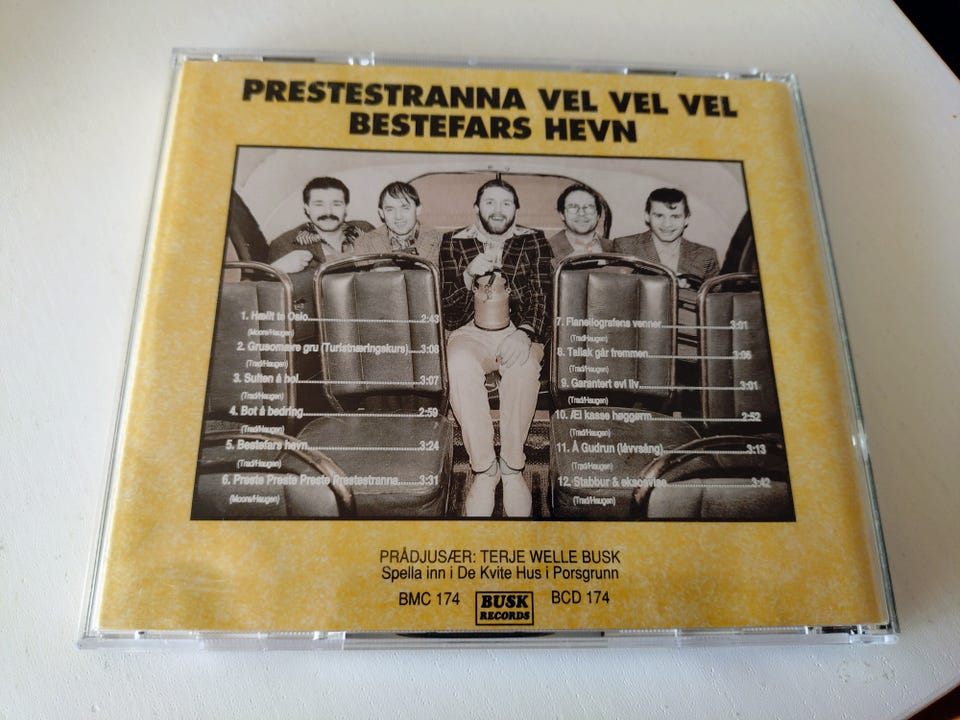 PRESTESTRANNA VEL VEL VEL
BESTEFARS HEVN
1. Hællt te Oslo 2:43
(Moore/Haugen)
2. Grusomære gru (Turistnæringskurs) 3:08
(Trad/Haugen)
3. Sulten å hol 3:07
(Trad/Haugen)
4. Bot å bedring 2:59
(Trad/Haugen)
5. Bestefars hevn 3:24
(Trad/Haugen)
6. Preste Preste Preste Prestestranna 3:31
(Moore/Haugen)
7. Flanellografens venner 3:01
(Trad/Haugen)
8. Tallak går fremmen 3:06
(Trad/Haugen)
9. Garantert evi liv 3:01
(Trad/Haugen)
10. Æi kasse høggørm 2:52
(Trad/Haugen)
11. Å Gudrun (låvvsång) 3:13
(Trad/Haugen)
12. Stabbur & eksosvise 3:42
(Trad/Haugen)
PRÅDJUSÆR: TERJE WELLE BUSK
Spella inn i De Kvite Hus i Porsgrunn
BMC 174 BUSK RECORDS BCD 174